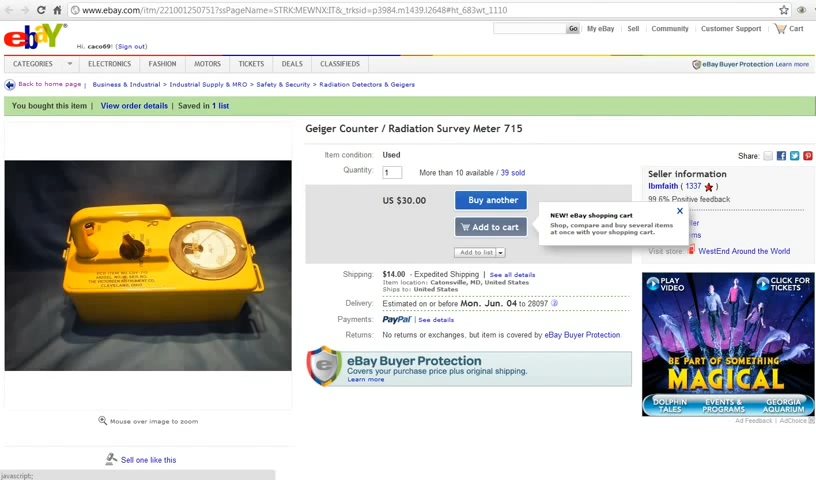 www.ebay.com/itm/221001250751?ssPageName=STRK:MEWNX:IT&_trksid=p3984.m1439.l2648#ht_683wt_1110
ebay
Hi, caco69! (Sign out)
Go
My eBay
Sell
Community
Customer Support
Cart
CATEGORIES
ELECTRONICS
FASHION
MOTORS
TICKETS
DEALS
CLASSIFIEDS
eBay Buyer Protection Learn more
Back to home page | Business & Industrial > Industrial Supply & MRO > Safety & Security > Radiation Detectors & Geigers
You bought this item | View order details | Saved in 1 list
Geiger Counter / Radiation Survey Meter 715
Share:
Item condition: Used
Quantity: 1 More than 10 available / 39 sold
US $30.00
Buy another
Add to cart
Add to list
NEW! eBay shopping cart
Shop, compare and buy several items
at once with your shopping cart.
X
Seller information
lbmfaith ( 1337 )
99.6% Positive feedback
Visit store: WestEnd Around the World
Shipping: $14.00 - Expedited Shipping | See all details
Item location: Catonsville, MD, United States
Ships to: United States
Delivery: Estimated on or before Mon. Jun. 04 to 28097
Payments: PayPal | See details
Returns: No returns or exchanges, but item is covered by eBay Buyer Protection
eBay Buyer Protection
Covers your purchase price plus original shipping.
Learn more
THE VICTOREEN INSTRUMENT CO.
CLEVELAND, OHIO
PLAY VIDEO
CLICK FOR TICKETS
BE PART OF SOMETHING
MAGICAL
DOLPHIN TALES
EVENTS & PROGRAMS
GEORGIA AQUARIUM
Ad Feedback | AdChoice
Mouse over image to zoom
Sell one like this
javascript:;